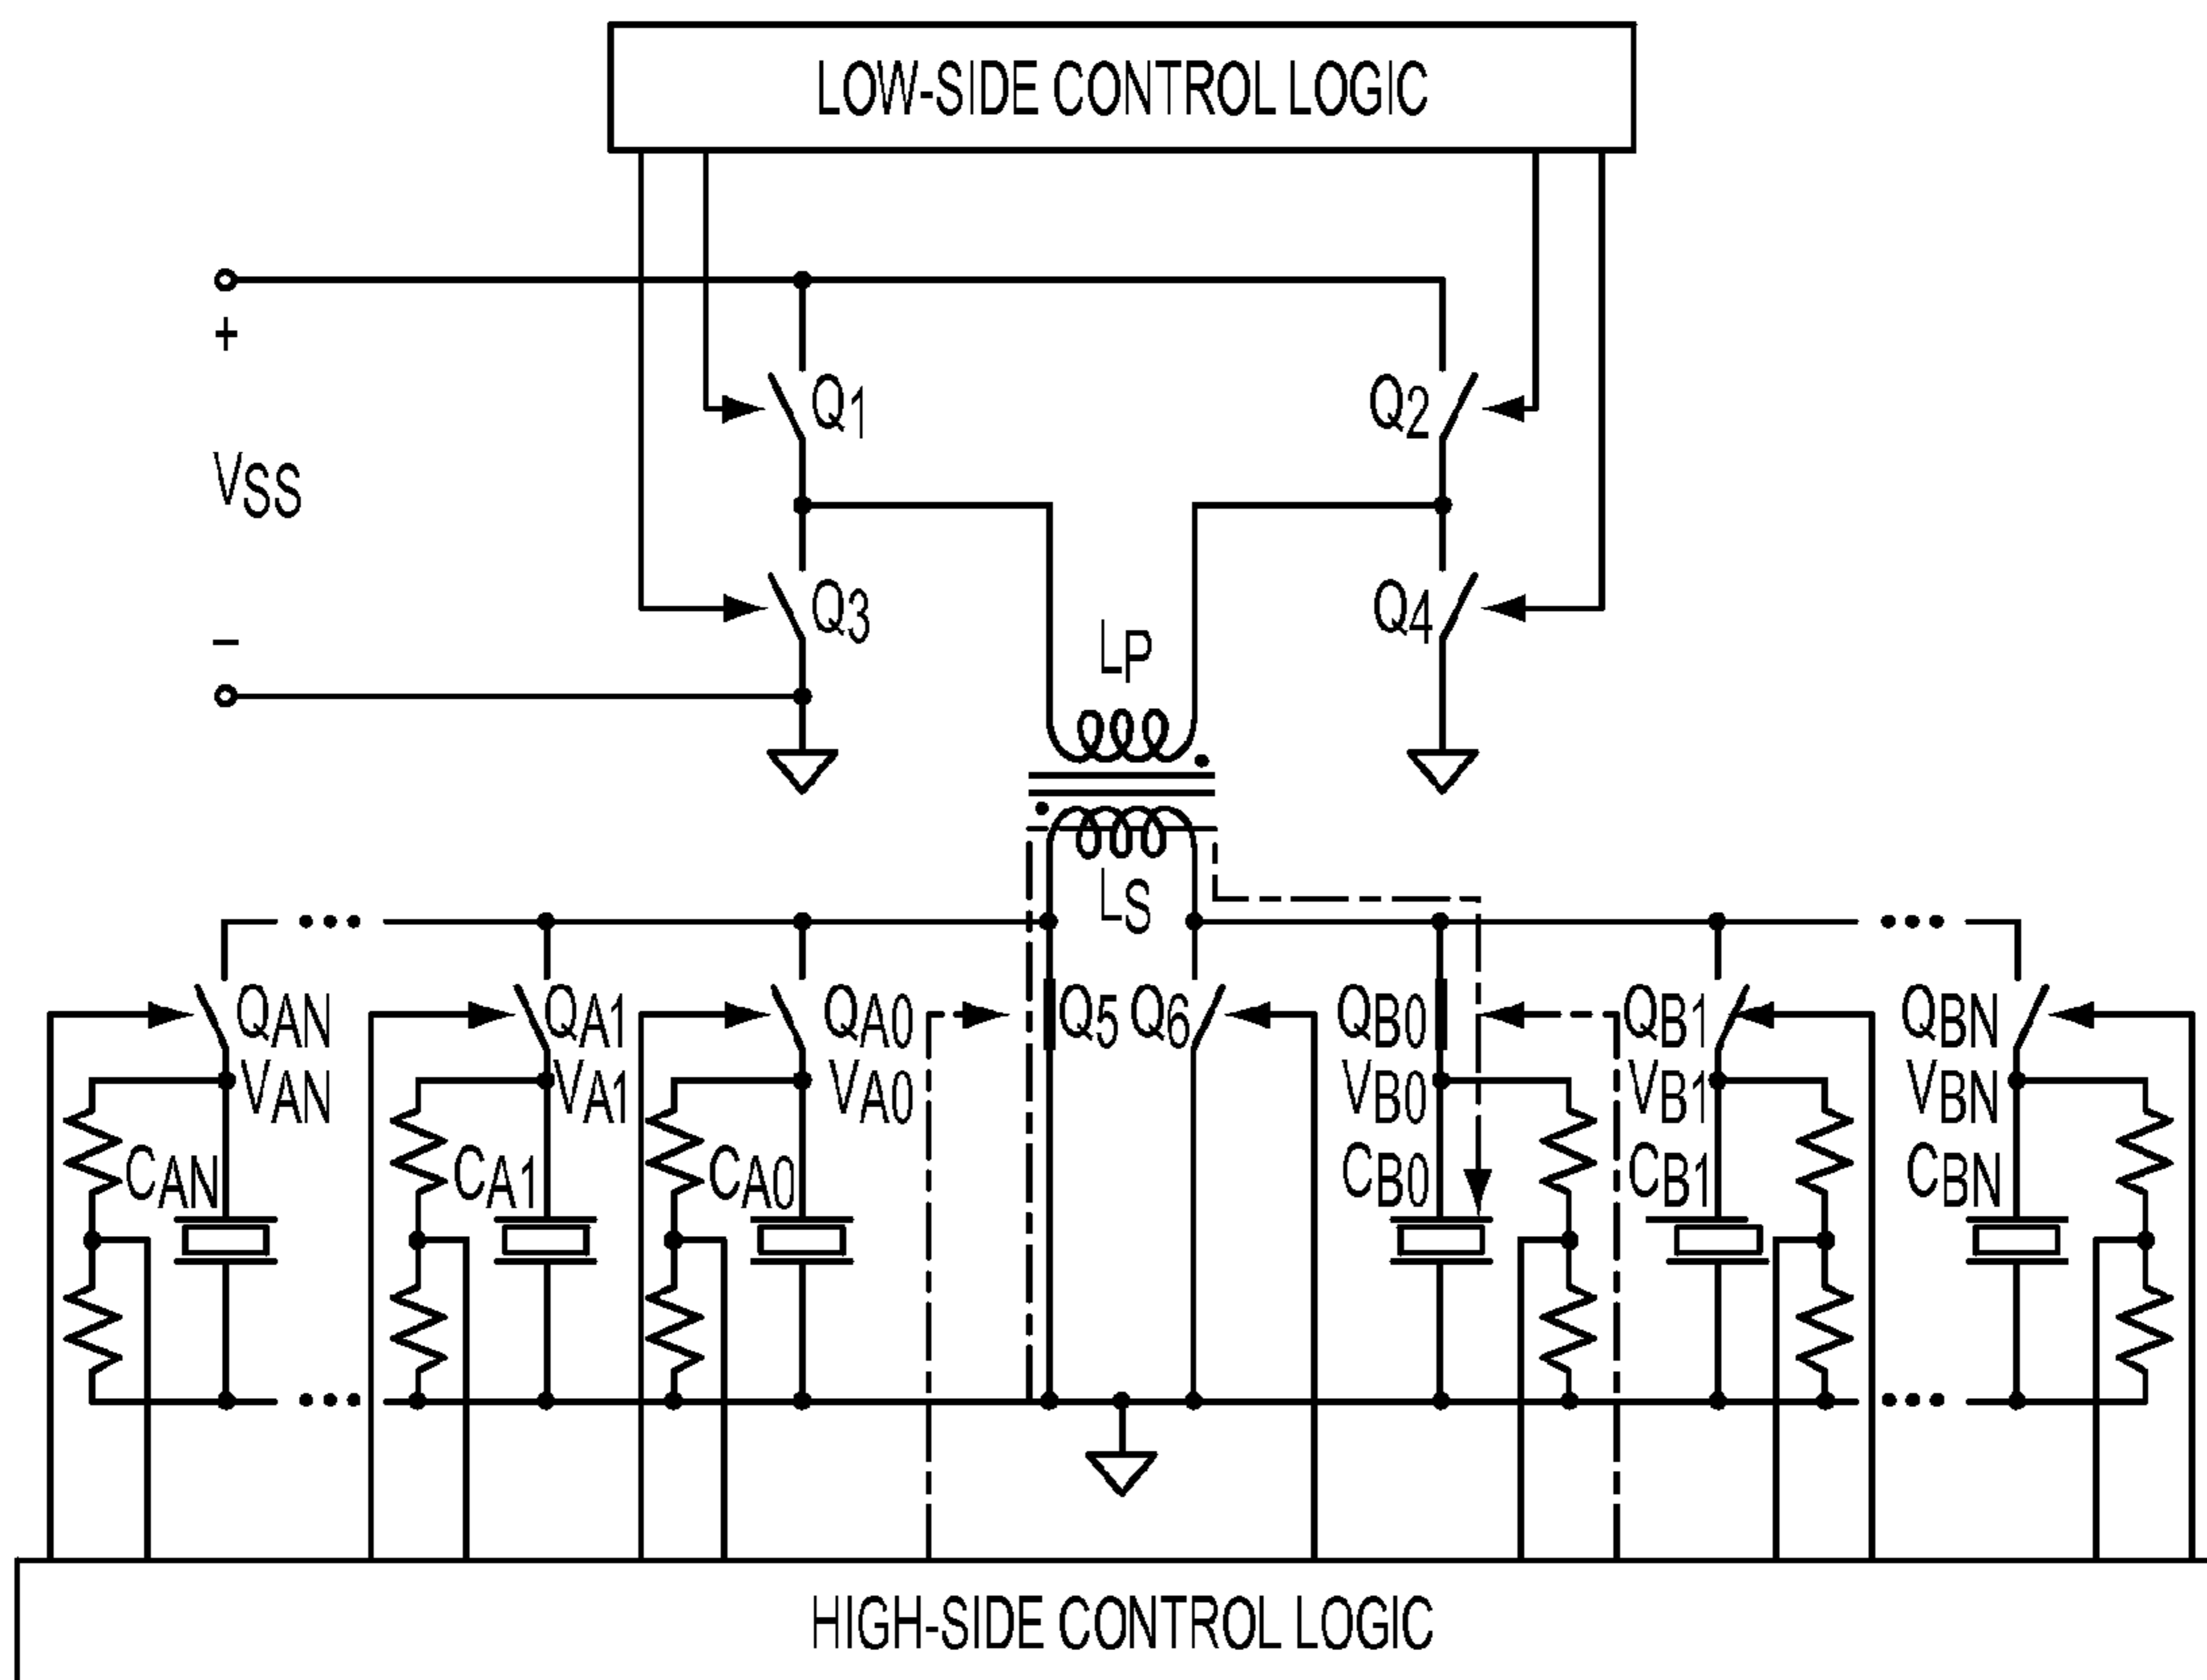 LOW-SIDE CONTROL LOGIC
+
Q1
Q2
VSS
Q3
Q4
–
LP
LS
QAN
QA1
QA0
Q5
Q6
QB0
QB1
QBN
VAN
VA1
VA0
VB0
VB1
VBN
CAN
CA1
CA0
CB0
CB1
CBN
HIGH-SIDE CONTROL LOGIC